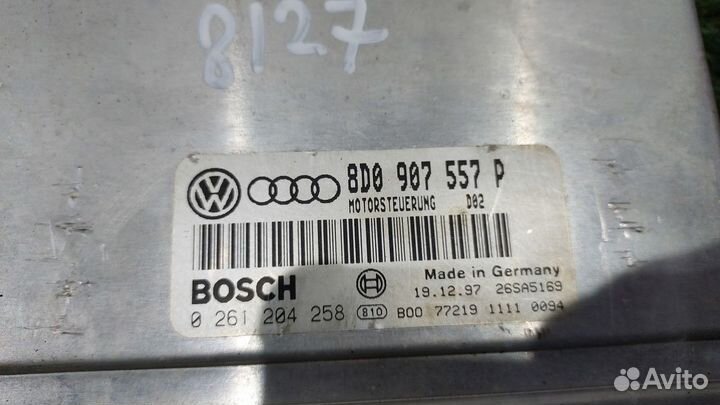 8127
8D0 907 557 P
MOTORSTEUERUNG D02
BOSCH
Made in Germany
19.12.97 26SA5169
0 261 204 258 810 B00 77219 1111 0094
Avito